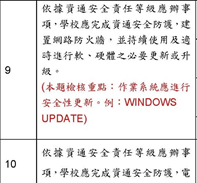 依據資通安全責任等級應辦事
項,學校應完成資通安全防護,建
置網路防火牆,並持續使用及適
時進行軟、硬體之必要更新或升
級。
9
(本題檢核重點:作業系統應進行
安全性更新。例:WINDOWS
UPDATE)
10
依據資通安全責任等級應辦事
項,學校應完成資通安全防護,電